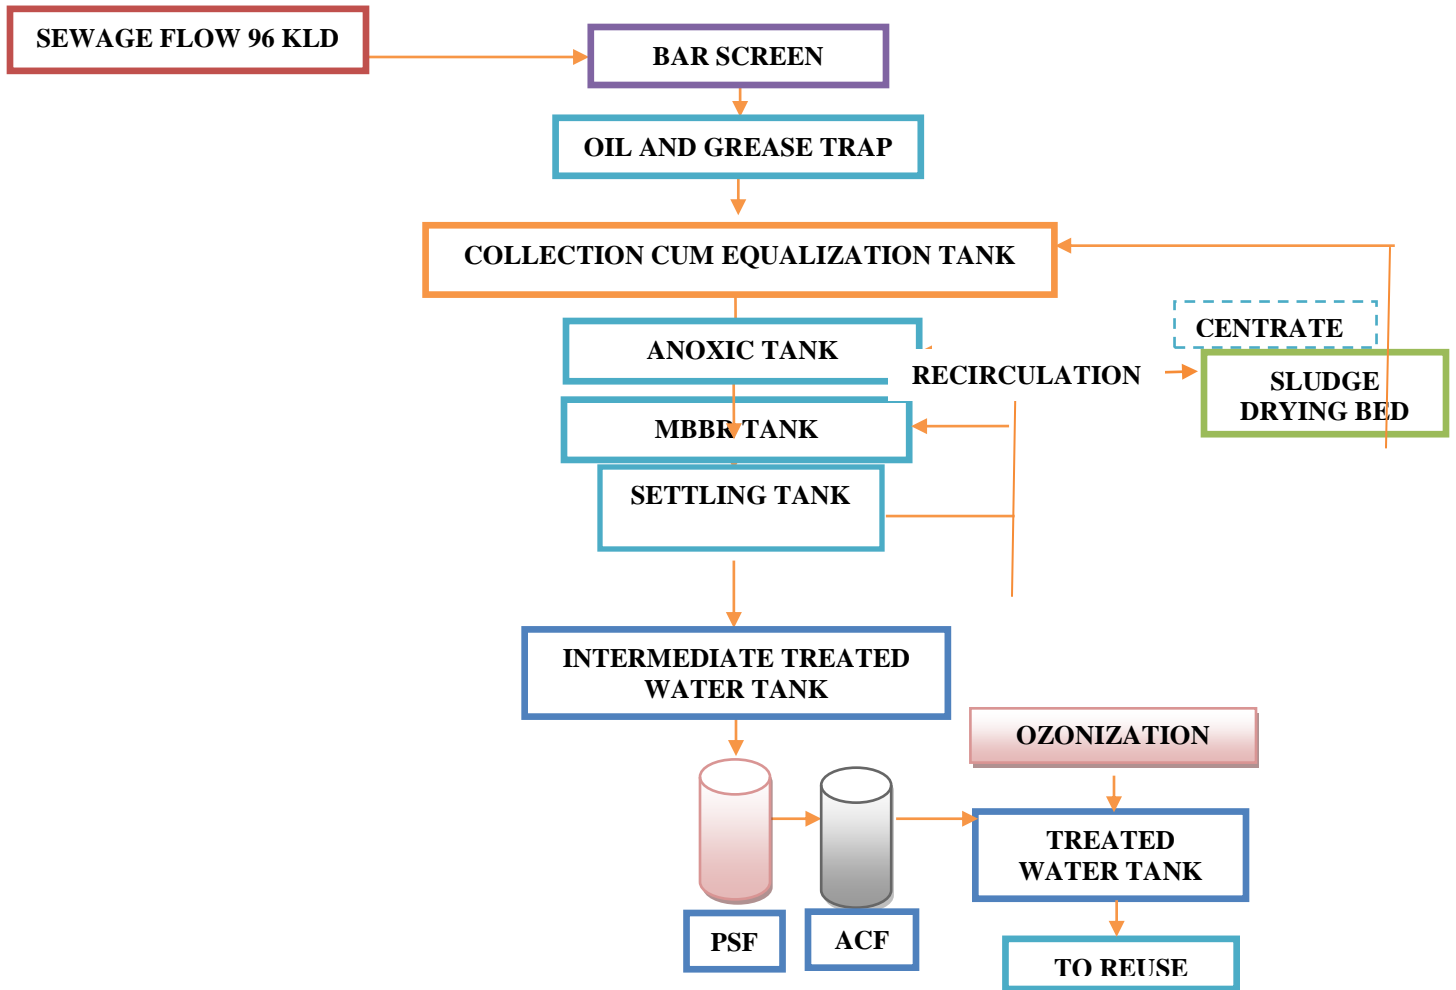 SEWAGE FLOW 96 KLD
BAR SCREEN
OIL AND GREASE TRAP
COLLECTION CUM EQUALIZATION TANK
CENTRATE
ANOXIC TANK
RECIRCULATION
SLUDGE
DRYING BED
MBBR TANK
SETTLING TANK
INTERMEDIATE TREATED
WATER TANK
OZONIZATION
TREATED
WATER TANK
PSF
ACF
TO REUSE